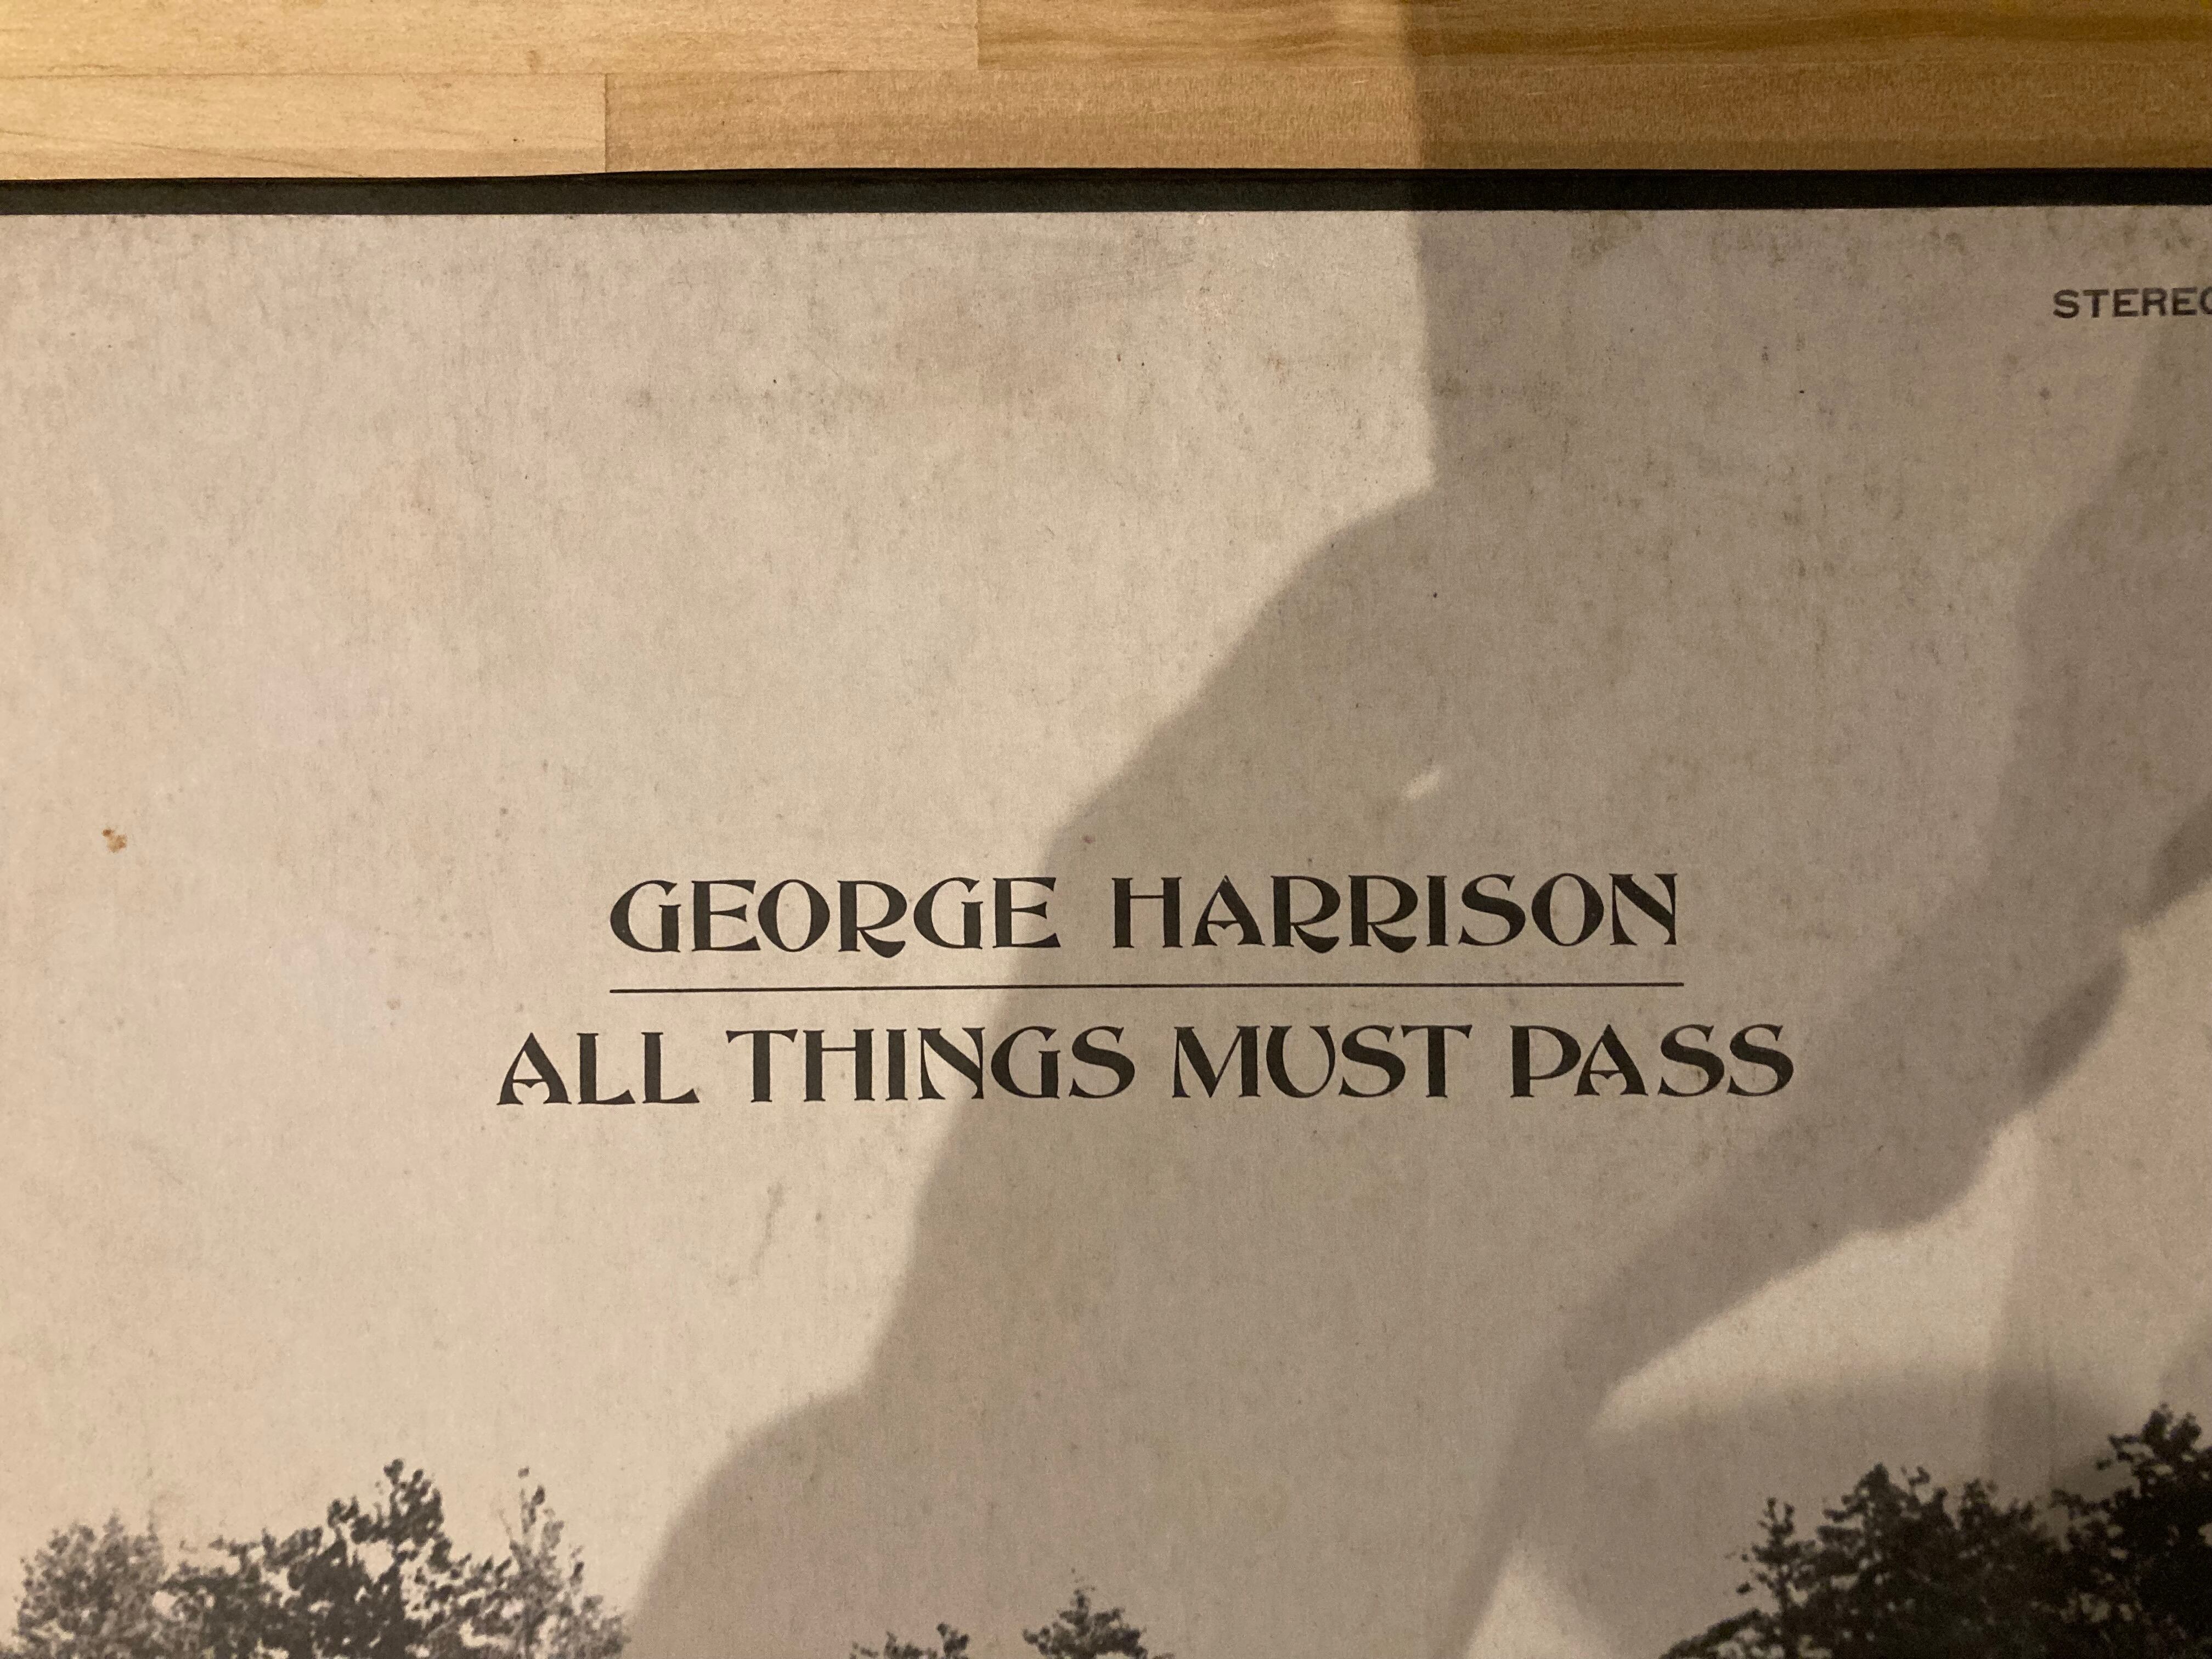 STEREO
GEORGE HARRISON
ALL THINGS MUST PASS